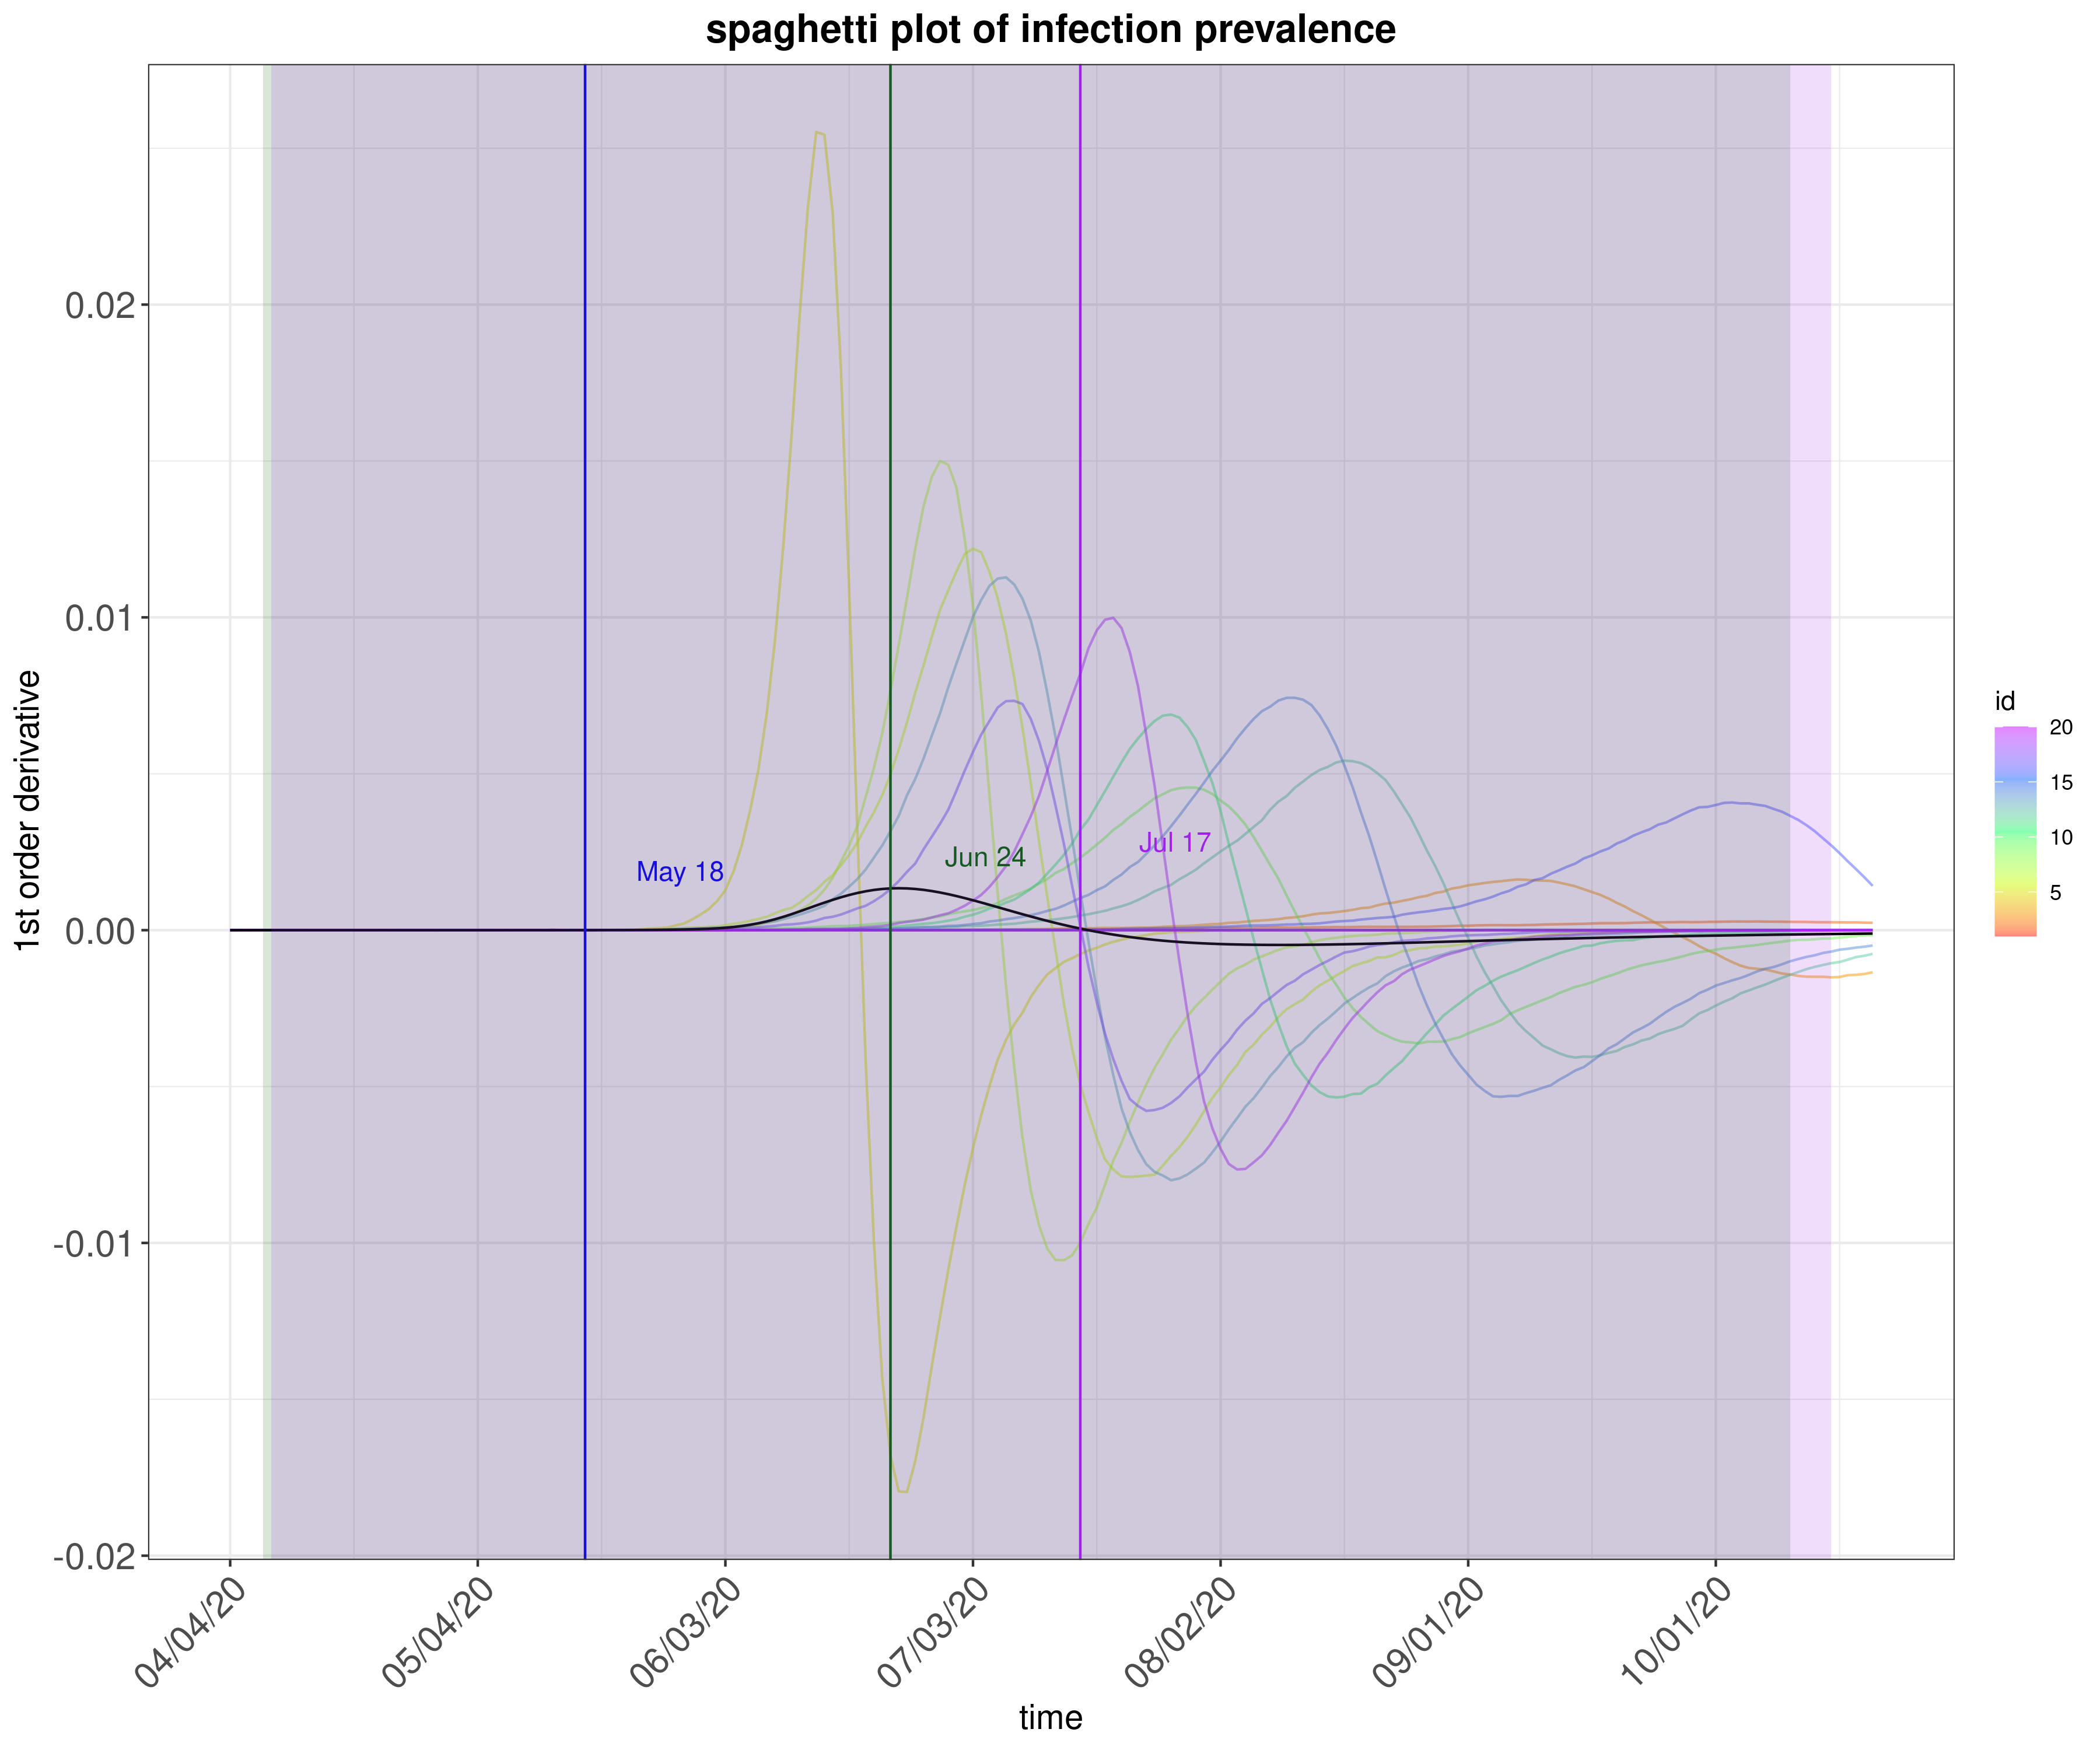 spaghetti plot of infection prevalence
1st order derivative
0.02
0.01
0.00
-0.01
-0.02
May 18
Jun 24
Jul 17
04/04/20
05/04/20
06/03/20
07/03/20
08/02/20
09/01/20
10/01/20
time
id
20
15
10
5